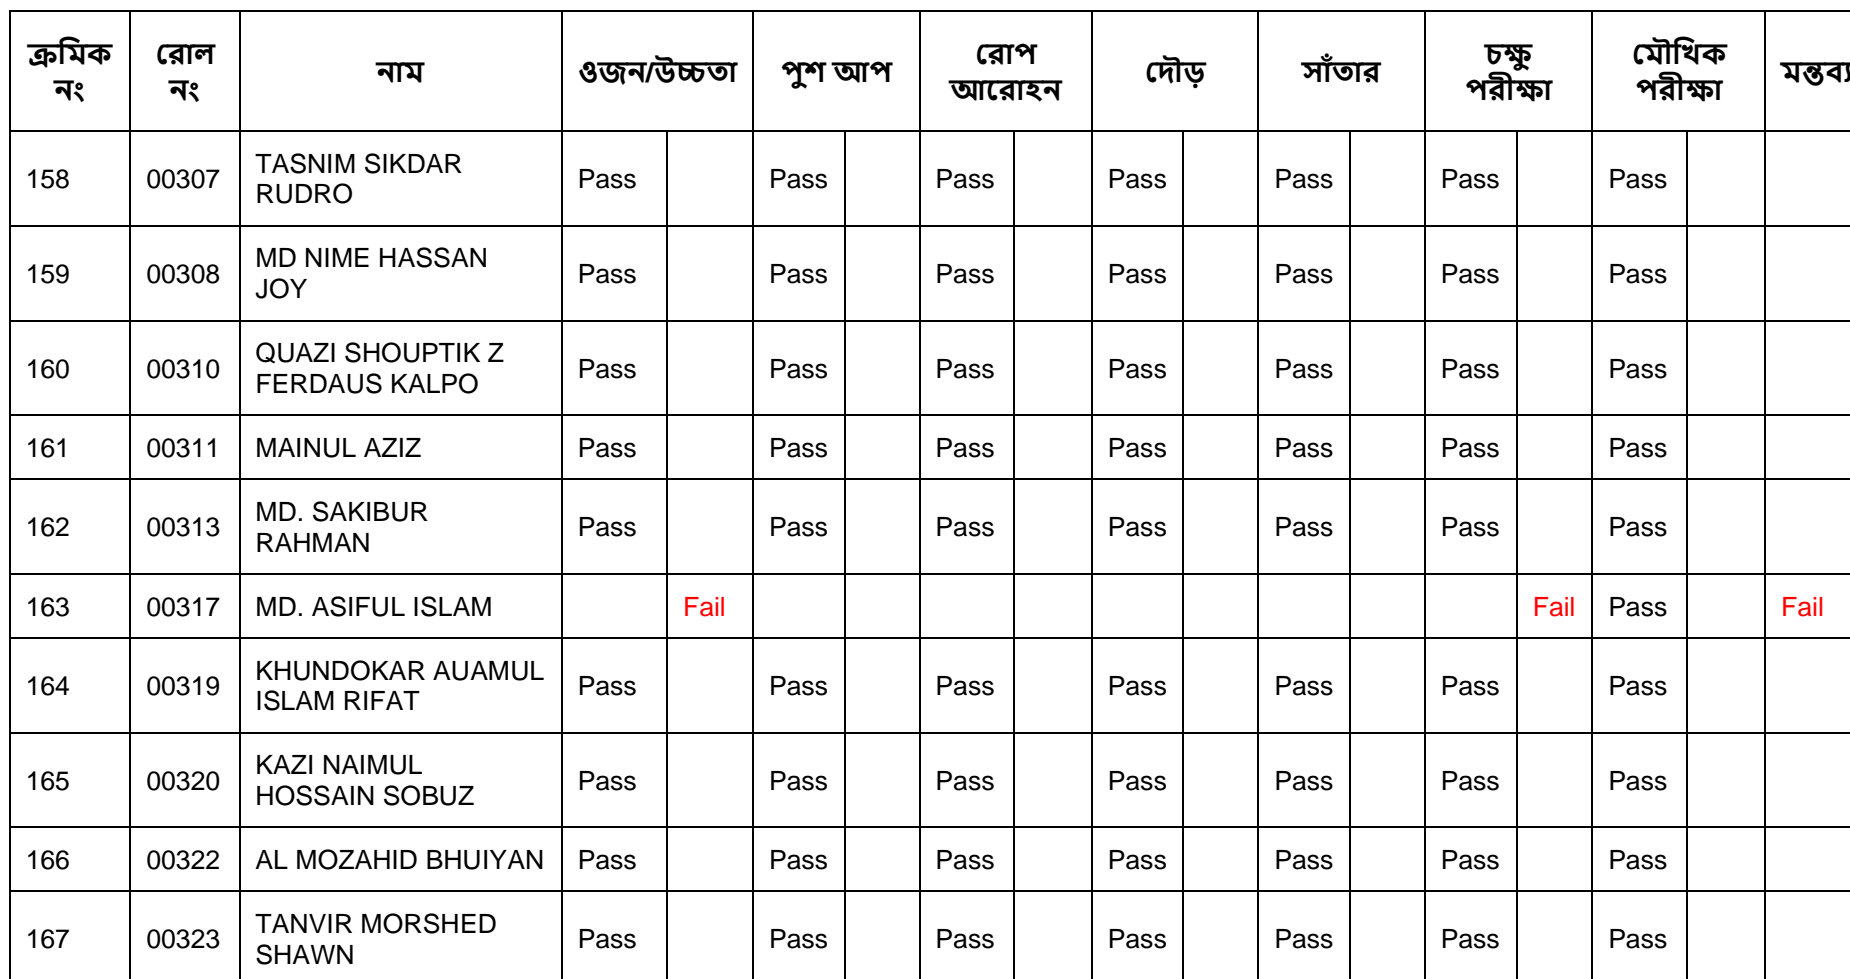 ক্রমিক নং রোল নং নাম ওজন/উচ্চতা পুশ আপ রোপ আরোহন দৌড় সাঁতার চক্ষু পরীক্ষা মৌখিক পরীক্ষা মন্তব্য
158 00307 TASNIM SIKDAR RUDRO Pass Pass Pass Pass Pass Pass Pass
159 00308 MD NIME HASSAN JOY Pass Pass Pass Pass Pass Pass Pass
160 00310 QUAZI SHOUPTIK Z FERDAUS KALPO Pass Pass Pass Pass Pass Pass Pass
161 00311 MAINUL AZIZ Pass Pass Pass Pass Pass Pass Pass
162 00313 MD. SAKIBUR RAHMAN Pass Pass Pass Pass Pass Pass Pass
163 00317 MD. ASIFUL ISLAM Fail Fail Pass Fail
164 00319 KHUNDOKAR AUAMUL ISLAM RIFAT Pass Pass Pass Pass Pass Pass Pass
165 00320 KAZI NAIMUL HOSSAIN SOBUZ Pass Pass Pass Pass Pass Pass Pass
166 00322 AL MOZAHID BHUIYAN Pass Pass Pass Pass Pass Pass Pass
167 00323 TANVIR MORSHED SHAWN Pass Pass Pass Pass Pass Pass Pass